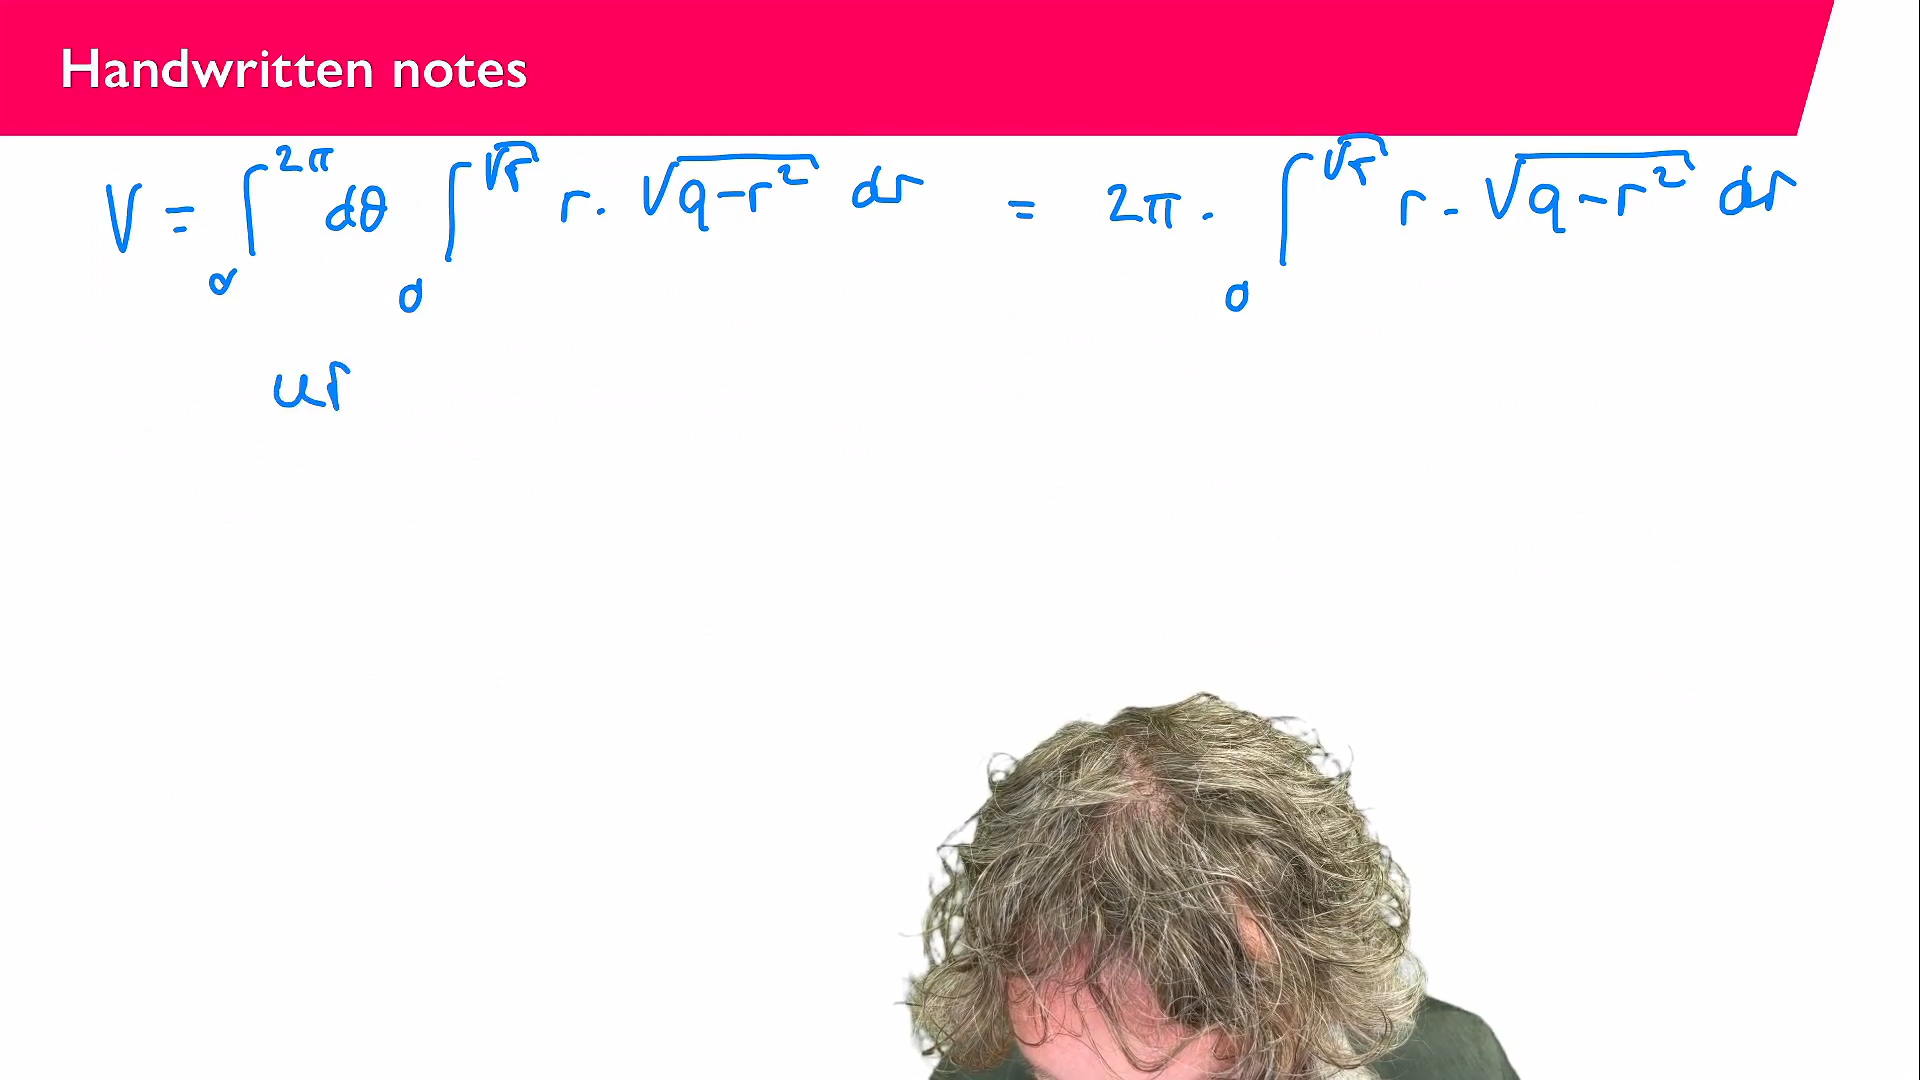 Handwritten notes
V = ∫₀^{2π} dθ ∫₀^{√5} r · √(9-r²) dr = 2π · ∫₀^{√5} r · √(9-r²) dr